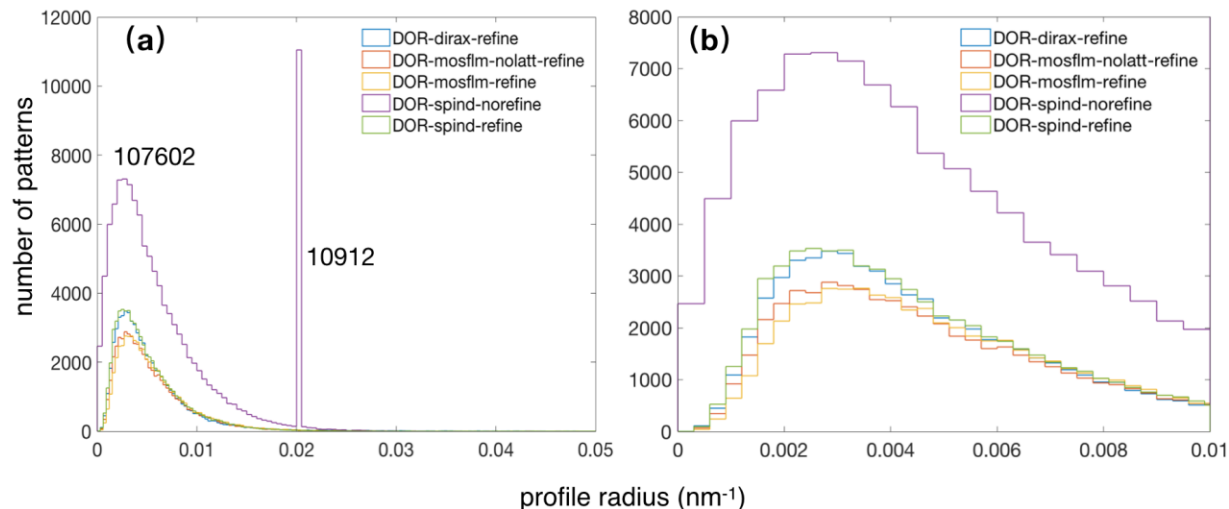 (a)
12000
10000
8000
6000
4000
2000
0
number of patterns
107602
10912
DOR-dirax-refine
DOR-mosflm-nolatt-refine
DOR-mosflm-refine
DOR-spind-norefine
DOR-spind-refine
0 0.01 0.02 0.03 0.04 0.05
(b)
8000
7000
6000
5000
4000
3000
2000
1000
0
DOR-dirax-refine
DOR-mosflm-nolatt-refine
DOR-mosflm-refine
DOR-spind-norefine
DOR-spind-refine
0 0.002 0.004 0.006 0.008 0.01
profile radius (nm⁻¹)